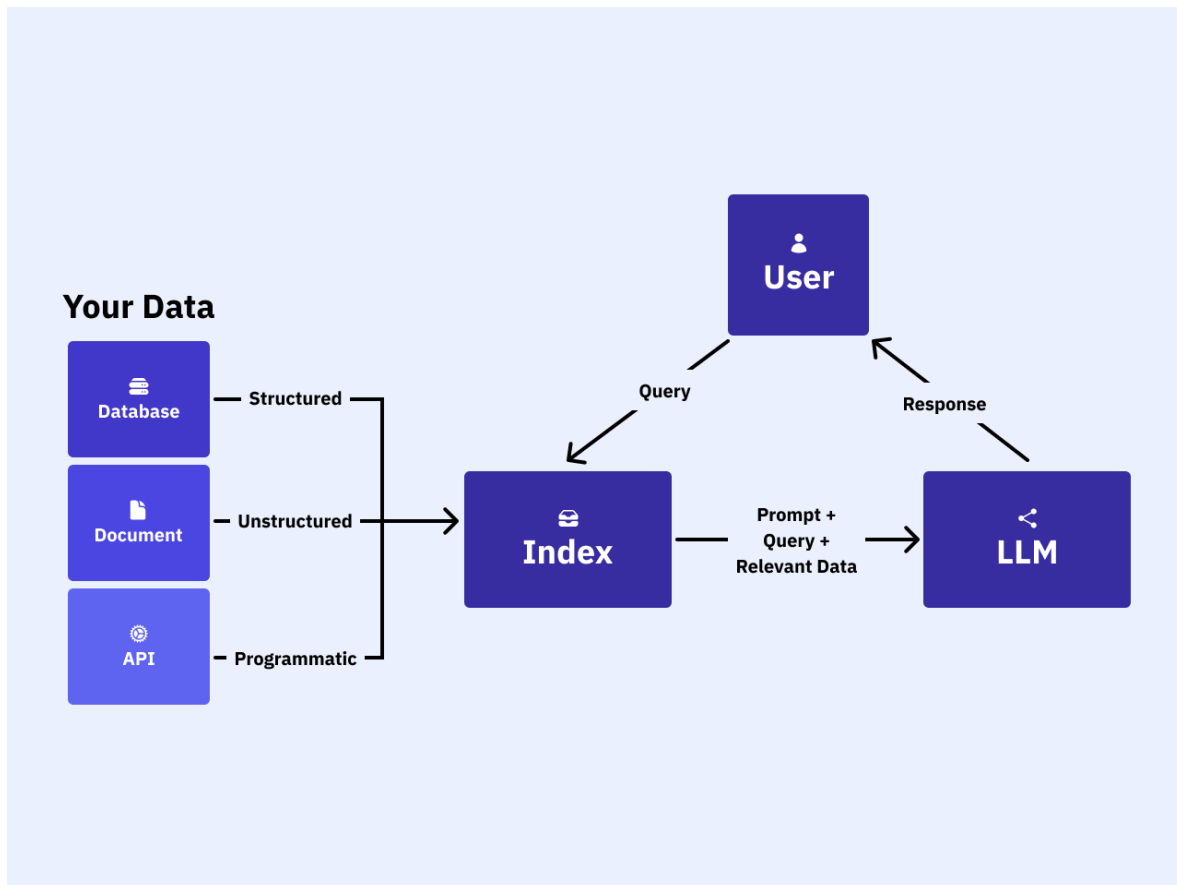 User
Your Data
Database
Structured
Query
Response
Document
Unstructured
Index
Prompt +
Query +
Relevant Data
LLM
API
Programmatic